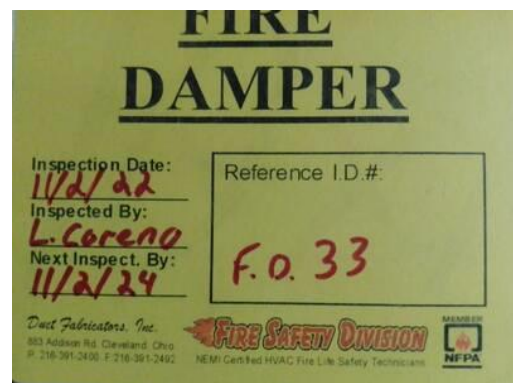 FIRE
DAMPER
Inspection Date:
11/2/22
Inspected By:
L. Coreno
Next Inspect. By:
11/2/24
Reference I.D.#:
F.D. 33
Duct Fabricators, Inc.
883 Addison Rd. Cleveland, Ohio
P. 216-391-2400 F. 216-391-2492
FIRE SAFETY DIVISION
NEMI Certified HVAC Fire Life Safety Technicians
MEMBER
NFPA